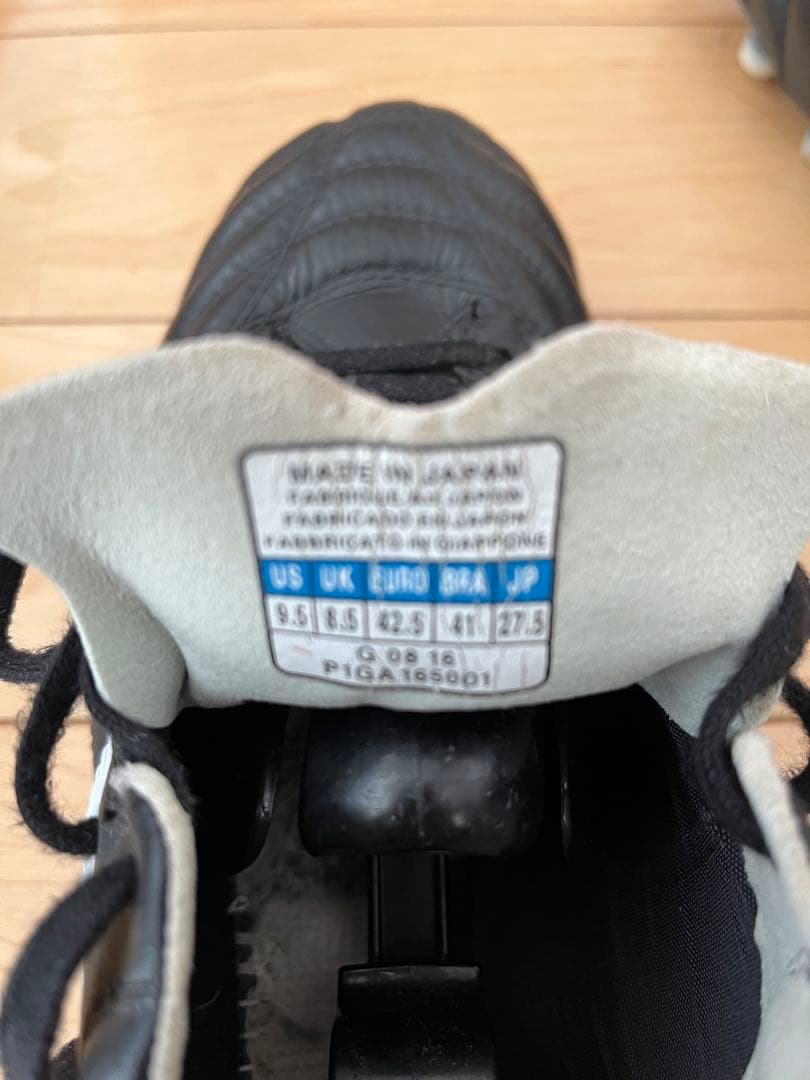 MADE IN JAPAN
FABRIQUE AU JAPON
FABRICADO EN JAPON
FABBRICATO IN GIAPPONE
US UK EURO BRA JP
9.5 8.5 42.5 41 27.5
G 08 16
P1GA165001